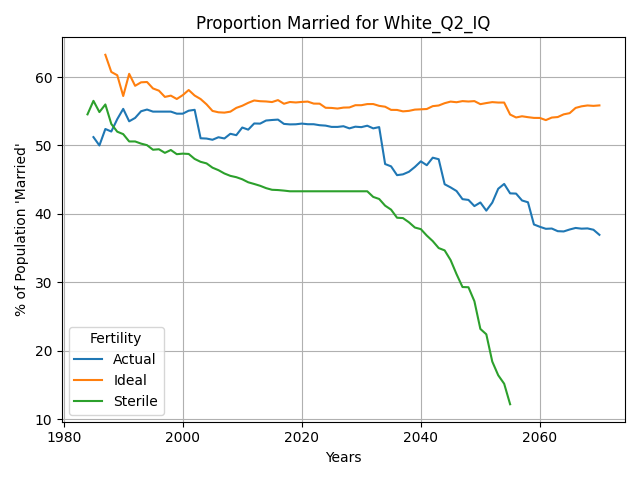 Proportion Married for White_Q2_IQ
% of Population 'Married'
60
50
40
30
20
10
Fertility
Actual
Ideal
Sterile
1980 2000 2020 2040 2060
Years